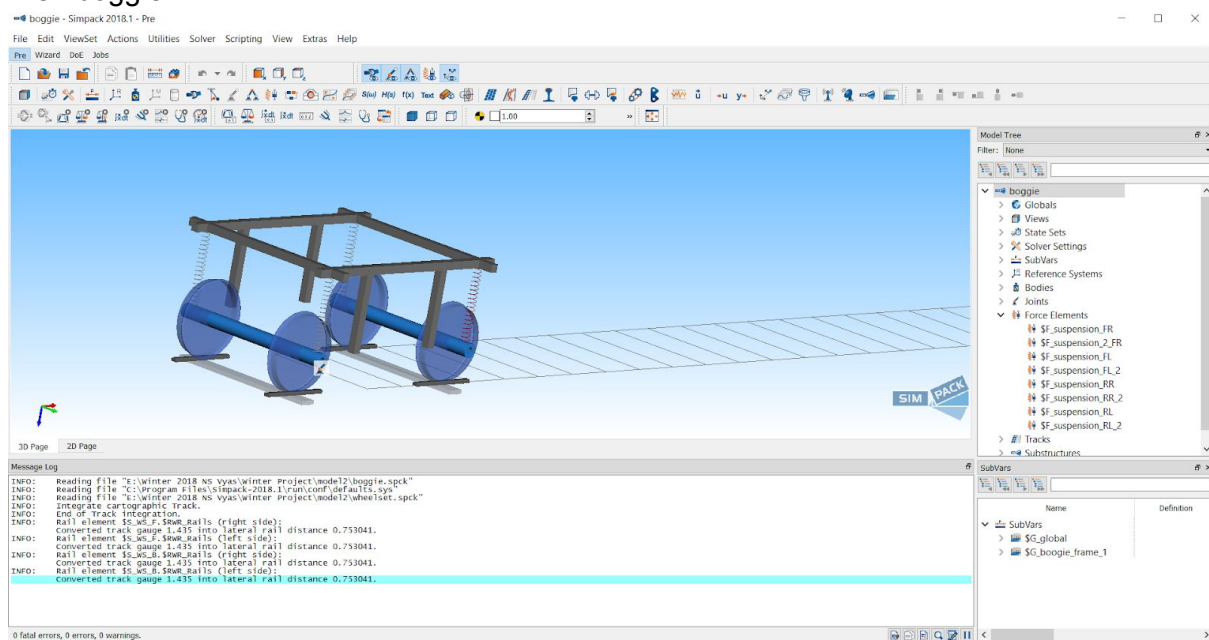 boggie - Simpack 2018.1 - Pre
File Edit ViewSet Actions Utilities Solver Scripting View Extras Help
Pre Wizard DoE Jobs
S(ω) H(s) f(x) Text
1.00
»
Model Tree
Filter: None
boggie
Globals
Views
State Sets
Solver Settings
SubVars
Reference Systems
Bodies
Joints
Force Elements
$F_suspension_FR
$F_suspension_2_FR
$F_suspension_FL
$F_suspension_FL_2
$F_suspension_RR
$F_suspension_RR_2
$F_suspension_RL
$F_suspension_RL_2
Tracks
Substructures
SIMPACK
3D Page 2D Page
Message Log
INFO: Reading file "E:\Winter 2018 NS Vyas\Winter Project\model2\boggie.spck"
INFO: Reading file "C:\Program Files\Simpack-2018.1\run\conf\defaults.sys"
INFO: Reading file "E:\Winter 2018 NS Vyas\Winter Project\model2\wheelset.spck"
INFO: Integrate cartographic Track.
INFO: End of Track integration.
INFO: Rail element $S_WS_F.$RWR_Rails (right side):
Converted track gauge 1.435 into lateral rail distance 0.753041.
INFO: Rail element $S_WS_F.$RWR_Rails (left side):
Converted track gauge 1.435 into lateral rail distance 0.753041.
INFO: Rail element $S_WS_B.$RWR_Rails (right side):
Converted track gauge 1.435 into lateral rail distance 0.753041.
INFO: Rail element $S_WS_B.$RWR_Rails (left side):
Converted track gauge 1.435 into lateral rail distance 0.753041.
SubVars
Name Definition
SubVars
$G_global
$G_boogie_frame_1
0 fatal errors, 0 errors, 0 warnings.